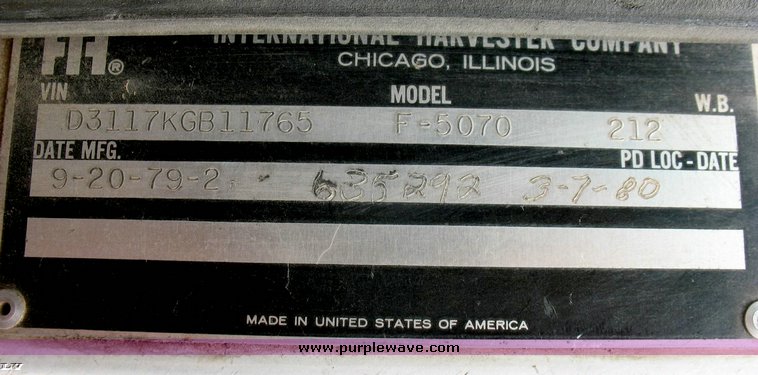 INTERNATIONAL HARVESTER COMPANY
®
CHICAGO, ILLINOIS
VIN MODEL W.B.
D3117KGB11765 F-5070 212
DATE MFG. PD LOC-DATE
9-20-79-2 635292 3-7-80
MADE IN UNITED STATES OF AMERICA
www.purplewave.com